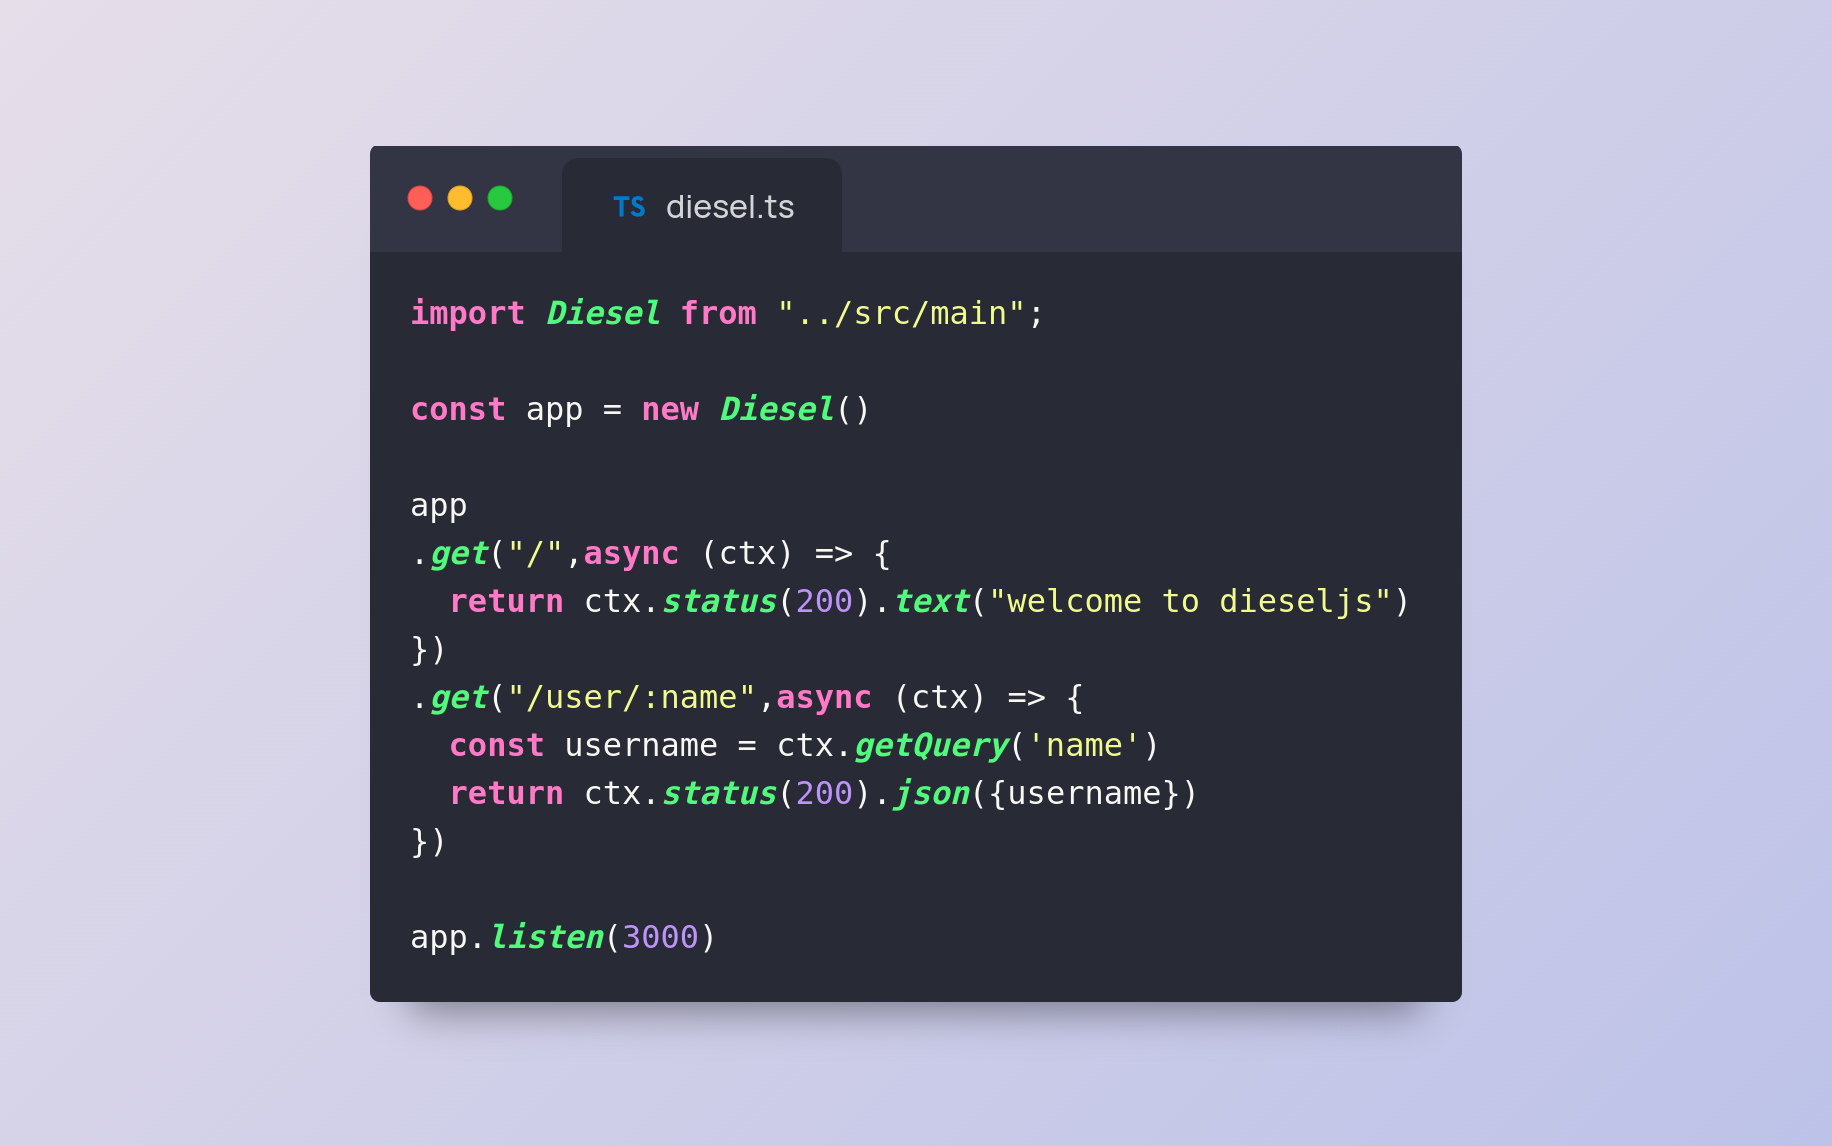 TS diesel.ts
import Diesel from "../src/main";
const app = new Diesel()
app
.get("/",async (ctx) => {
  return ctx.status(200).text("welcome to dieseljs")
})
.get("/user/:name",async (ctx) => {
  const username = ctx.getQuery('name')
  return ctx.status(200).json({username})
})
app.listen(3000)